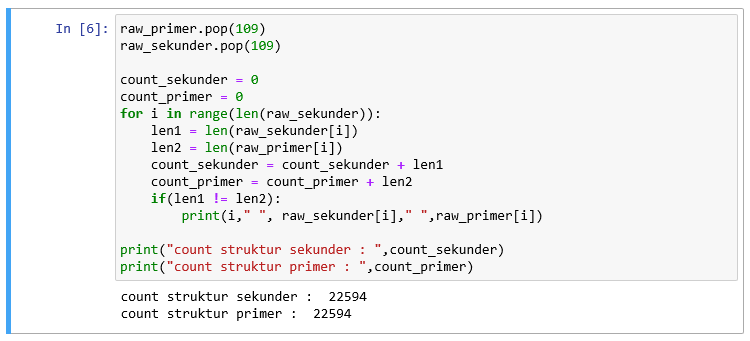 In [6]: raw_primer.pop(109)
raw_sekunder.pop(109)
count_sekunder = 0
count_primer = 0
for i in range(len(raw_sekunder)):
len1 = len(raw_sekunder[i])
len2 = len(raw_primer[i])
count_sekunder = count_sekunder + len1
count_primer = count_primer + len2
if(len1 != len2):
print(i," ", raw_sekunder[i]," ",raw_primer[i])
print("count struktur sekunder : ",count_sekunder)
print("count struktur primer : ",count_primer)
count struktur sekunder :  22594
count struktur primer :  22594